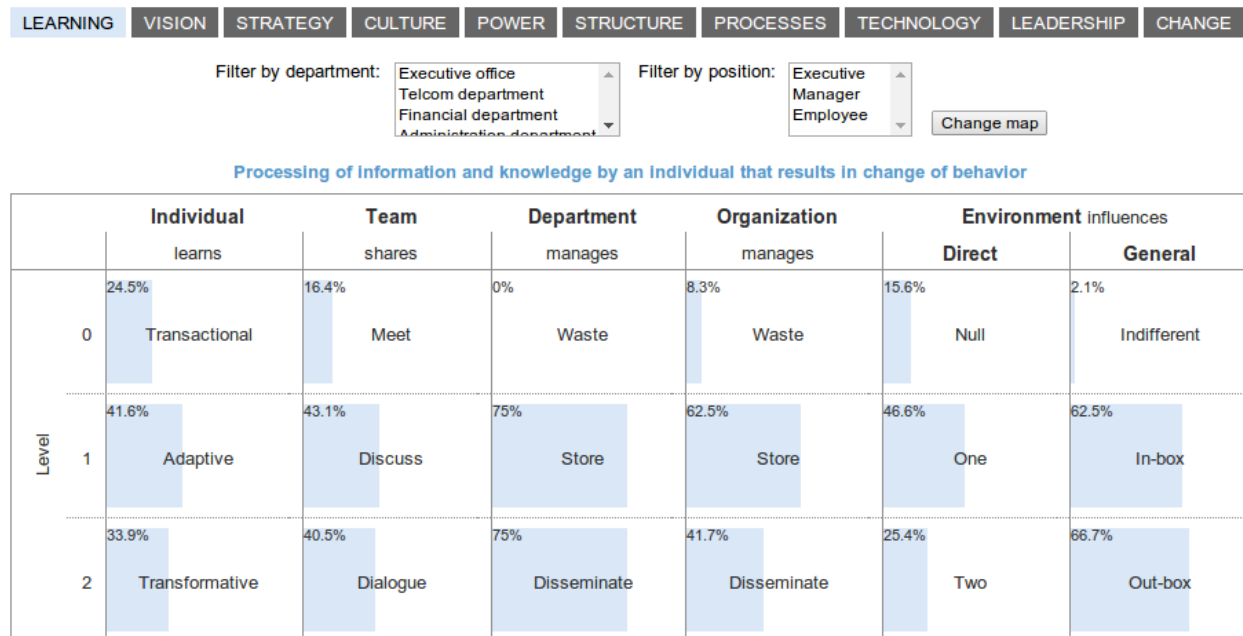 LEARNING VISION STRATEGY CULTURE POWER STRUCTURE PROCESSES TECHNOLOGY LEADERSHIP CHANGE
Filter by department: Executive office Filter by position: Executive
Telcom department Manager
Financial department Employee
Administration department Change map
Processing of information and knowledge by an individual that results in change of behavior
Individual Team Department Organization Environment influences
learns shares manages manages Direct General
24.5% 16.4% 0% 8.3% 15.6% 2.1%
0 Transactional Meet Waste Waste Null Indifferent
41.6% 43.1% 75% 62.5% 46.6% 62.5%
Level 1 Adaptive Discuss Store Store One In-box
33.9% 40.5% 75% 41.7% 25.4% 66.7%
2 Transformative Dialogue Disseminate Disseminate Two Out-box